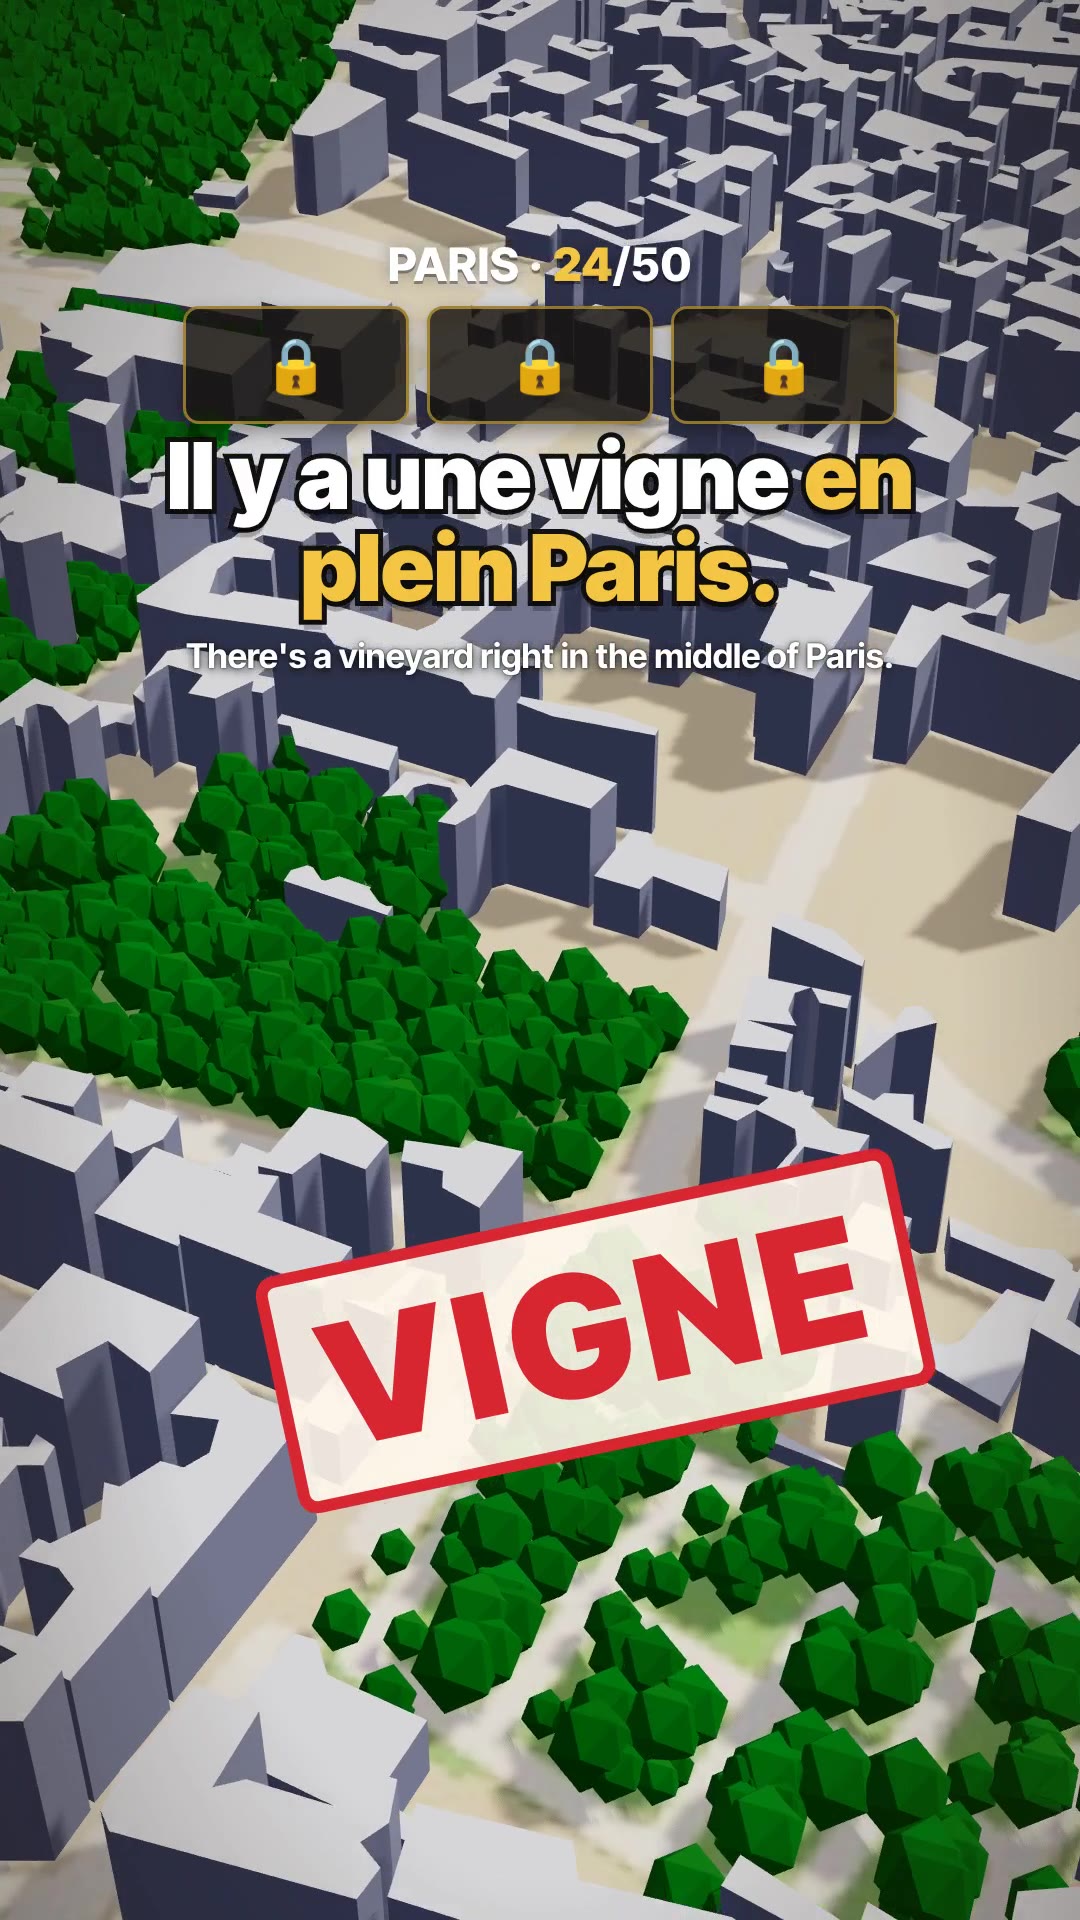 PARIS · 24/50
Il y a une vigne en
plein Paris.
There's a vineyard right in the middle of Paris.
VIGNE